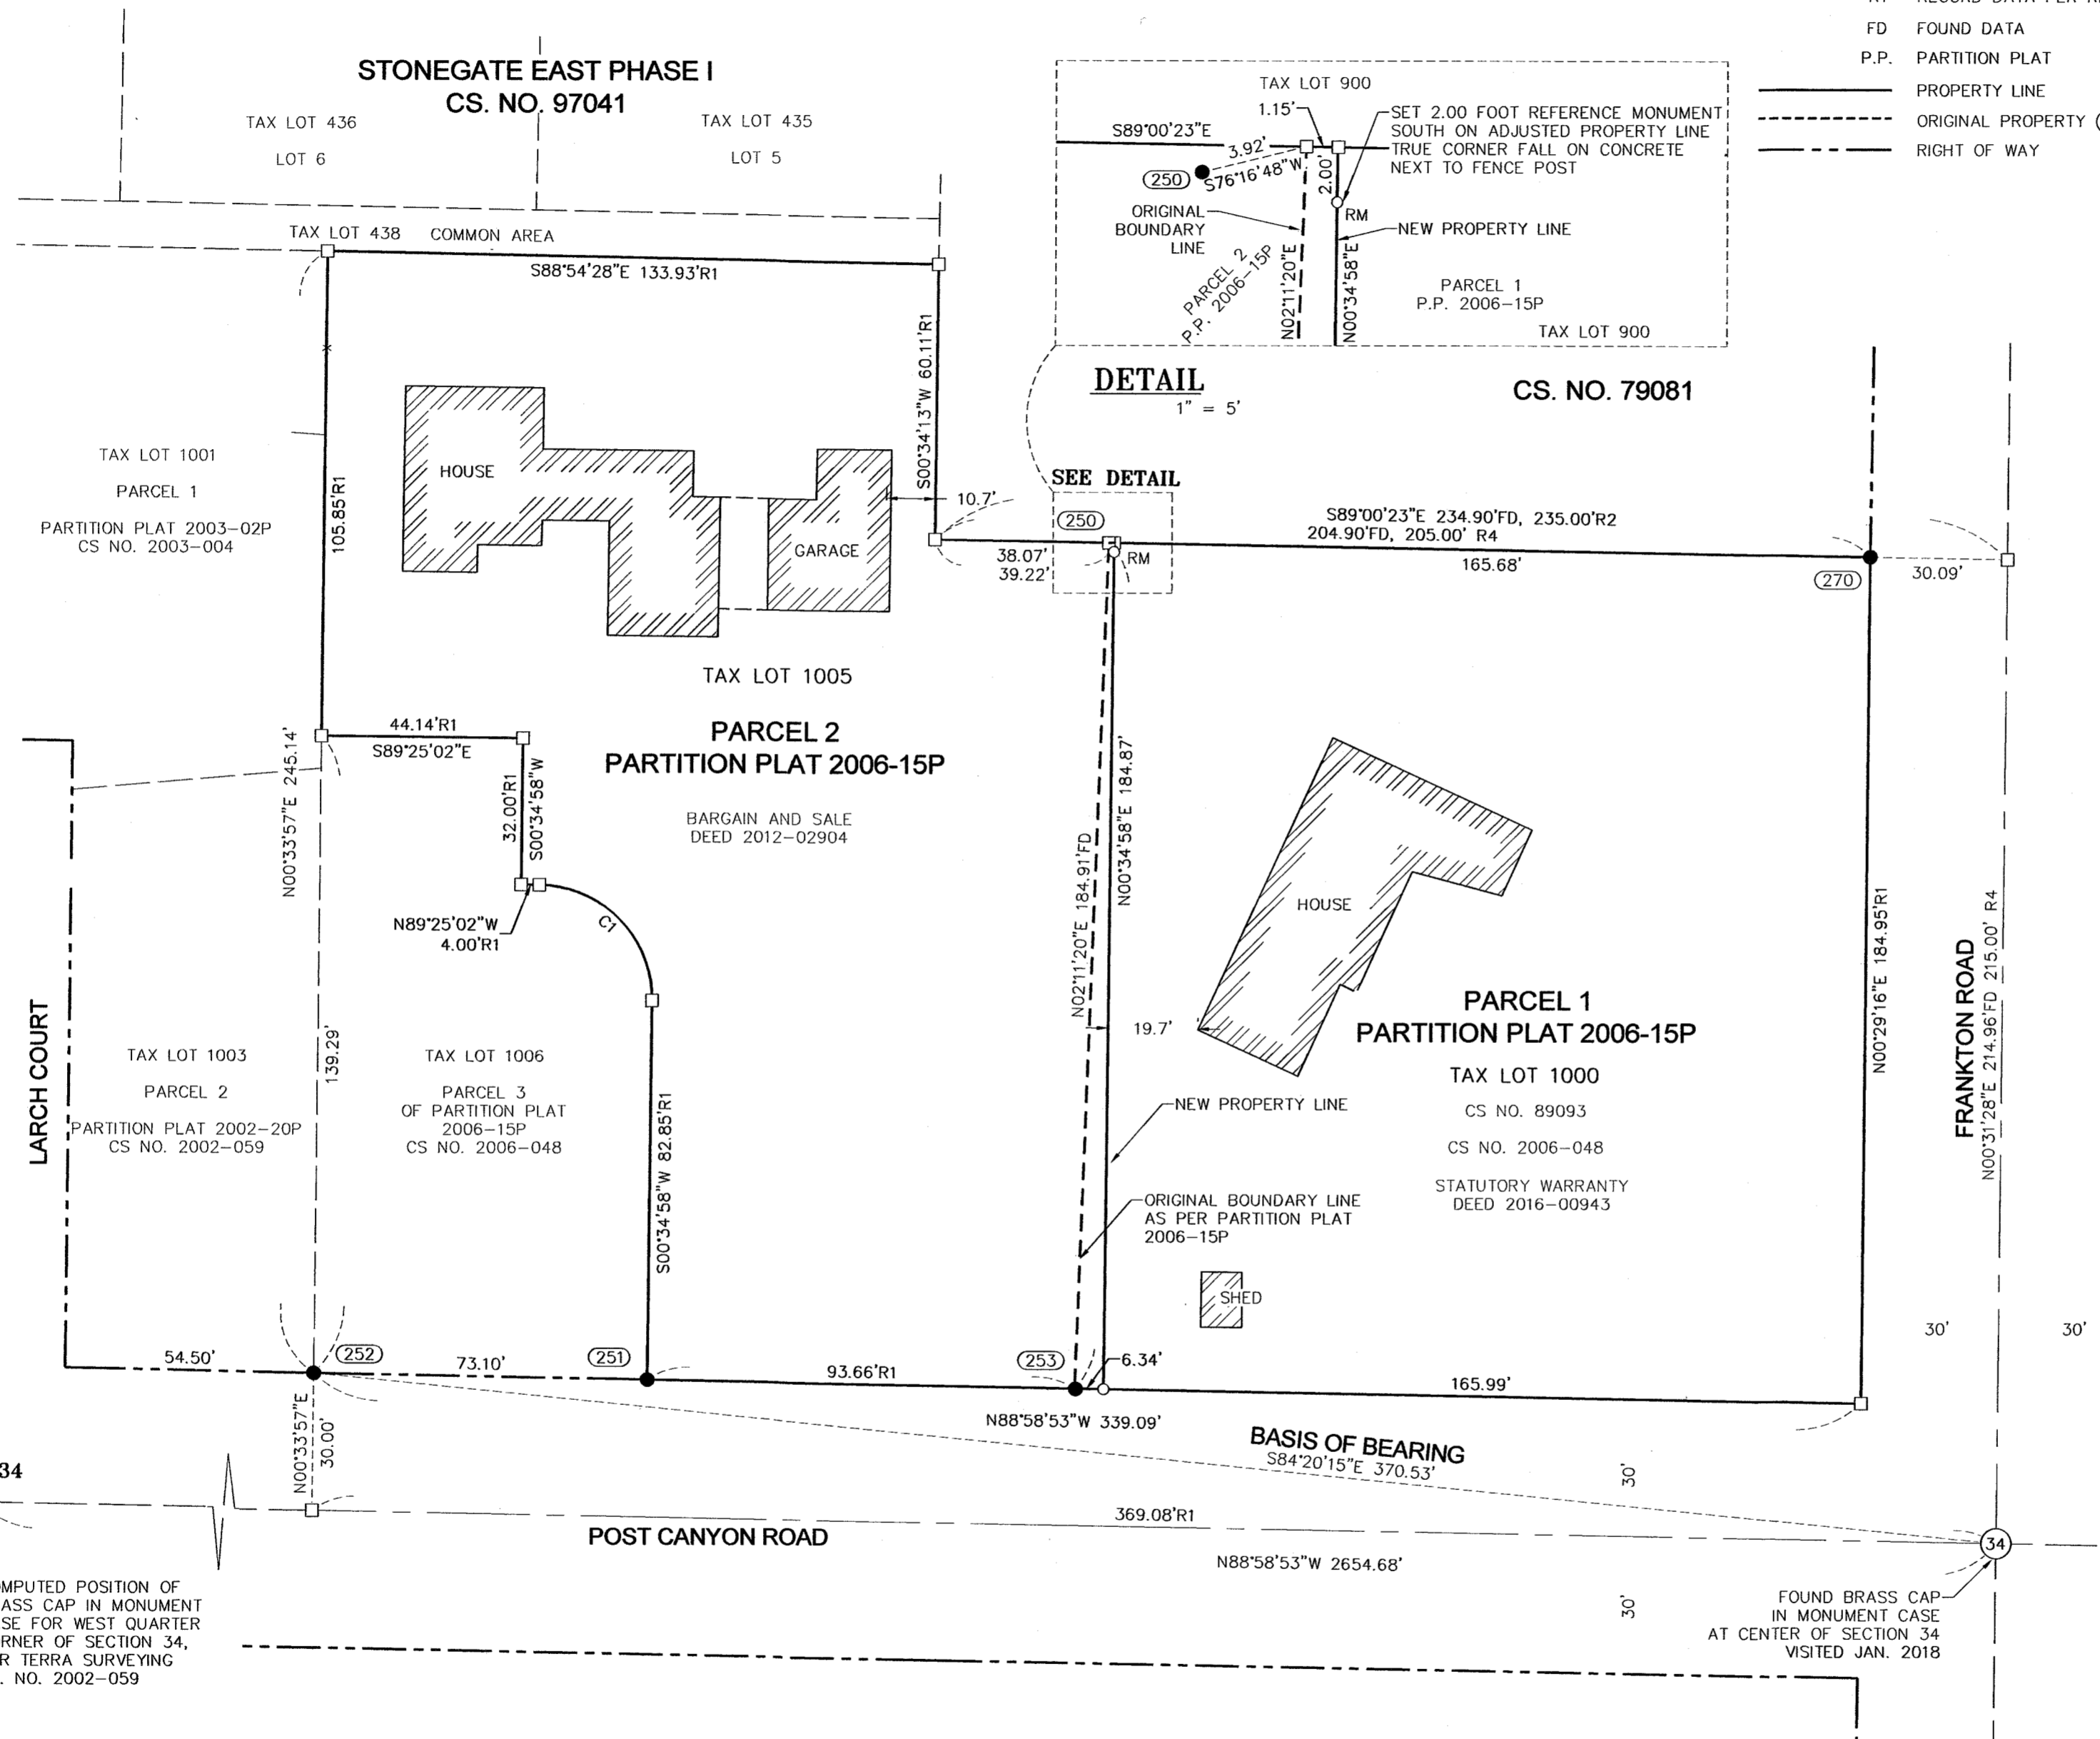 FD FOUND DATA
P.P. PARTITION PLAT
PROPERTY LINE
ORIGINAL PROPERTY (
RIGHT OF WAY
STONEGATE EAST PHASE I
CS. NO. 97041
TAX LOT 436
LOT 6
TAX LOT 435
LOT 5
TAX LOT 438 COMMON AREA
S88°54'28"E 133.93'R1
TAX LOT 900
1.15'
SET 2.00 FOOT REFERENCE MONUMENT
SOUTH ON ADJUSTED PROPERTY LINE
TRUE CORNER FALL ON CONCRETE
NEXT TO FENCE POST
S89°00'23"E
3.92'
S76°16'48"W
250
2.00'
RM
ORIGINAL
BOUNDARY
LINE
NEW PROPERTY LINE
PARCEL 2
P.P. 2006-15P
N02°11'20"E
N00°34'58"E
PARCEL 1
P.P. 2006-15P
TAX LOT 900
DETAIL
1" = 5'
CS. NO. 79081
S00°34'13"W 60.11'R1
TAX LOT 1001
PARCEL 1
PARTITION PLAT 2003-02P
CS NO. 2003-004
105.85'R1
HOUSE
GARAGE
10.7'
SEE DETAIL
250
RM
38.07'
39.22'
S89°00'23"E 234.90'FD, 235.00'R2
204.90'FD, 205.00' R4
165.68'
270
30.09'
TAX LOT 1005
PARCEL 2
PARTITION PLAT 2006-15P
BARGAIN AND SALE
DEED 2012-02904
44.14'R1
S89°25'02"E
32.00'R1
S00°34'58"W
N00°33'57"E 245.14'
N89°25'02"W
4.00'R1
C1
N02°11'20"E 184.91'FD
N00°34'58"E 184.87'
HOUSE
19.7'
PARCEL 1
PARTITION PLAT 2006-15P
TAX LOT 1000
CS NO. 89093
CS NO. 2006-048
STATUTORY WARRANTY
DEED 2016-00943
N00°29'16"E 184.95'R1
FRANKTON ROAD
N00°31'28"E 214.96'FD 215.00' R4
LARCH COURT
TAX LOT 1003
PARCEL 2
PARTITION PLAT 2002-20P
CS NO. 2002-059
139.29'
TAX LOT 1006
PARCEL 3
OF PARTITION PLAT
2006-15P
CS NO. 2006-048
S00°34'58"W 82.85'R1
NEW PROPERTY LINE
ORIGINAL BOUNDARY LINE
AS PER PARTITION PLAT
2006-15P
SHED
30'
30'
54.50'
252
73.10'
251
93.66'R1
253
6.34'
165.99'
N88°58'53"W 339.09'
BASIS OF BEARING
S84°20'15"E 370.53'
N00°33'57"E
30.00'
34
30'
369.08'R1
POST CANYON ROAD
N88°58'53"W 2654.68'
34
30'
FOUND BRASS CAP
IN MONUMENT CASE
AT CENTER OF SECTION 34
VISITED JAN. 2018
MPUTED POSITION OF
ASS CAP IN MONUMENT
SE FOR WEST QUARTER
RNER OF SECTION 34,
R TERRA SURVEYING
. NO. 2002-059